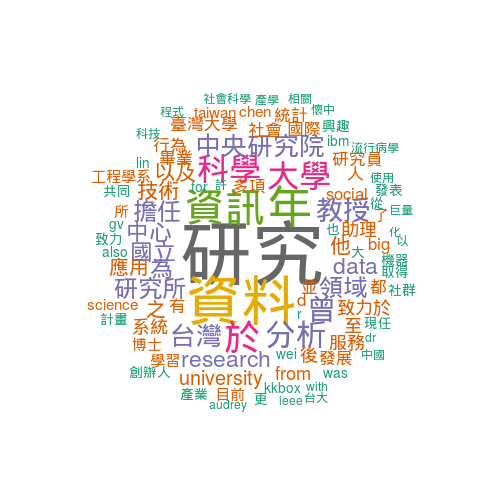 社會科學 產學 相關
程式 taiwan chen 統計 懷中
科技 臺灣大學 社會 國際 興趣
行為 中央研究院 ibm 流行病學
lin 畢業 科學 大學 研究員
工程學系 以及 for 許 多項 人 使用
共同 技術 資訊 年 social 發表
所 擔任 教授 從 巨量
gv 中心 研究 也 助理 了 化
致力 國立 他 big 以
also 為 data 大 機器
應用 領域 都 取得
研究所 資料 並 社群
science 之 有 曾 d 致力於
計畫 系統 台灣 於 分析 r 至 現任
博士 服務 dr
學習 research wei 後 發展 中國
創辦人 university from was
產業 目前 kkbox with
audrey 更 ieee 台大